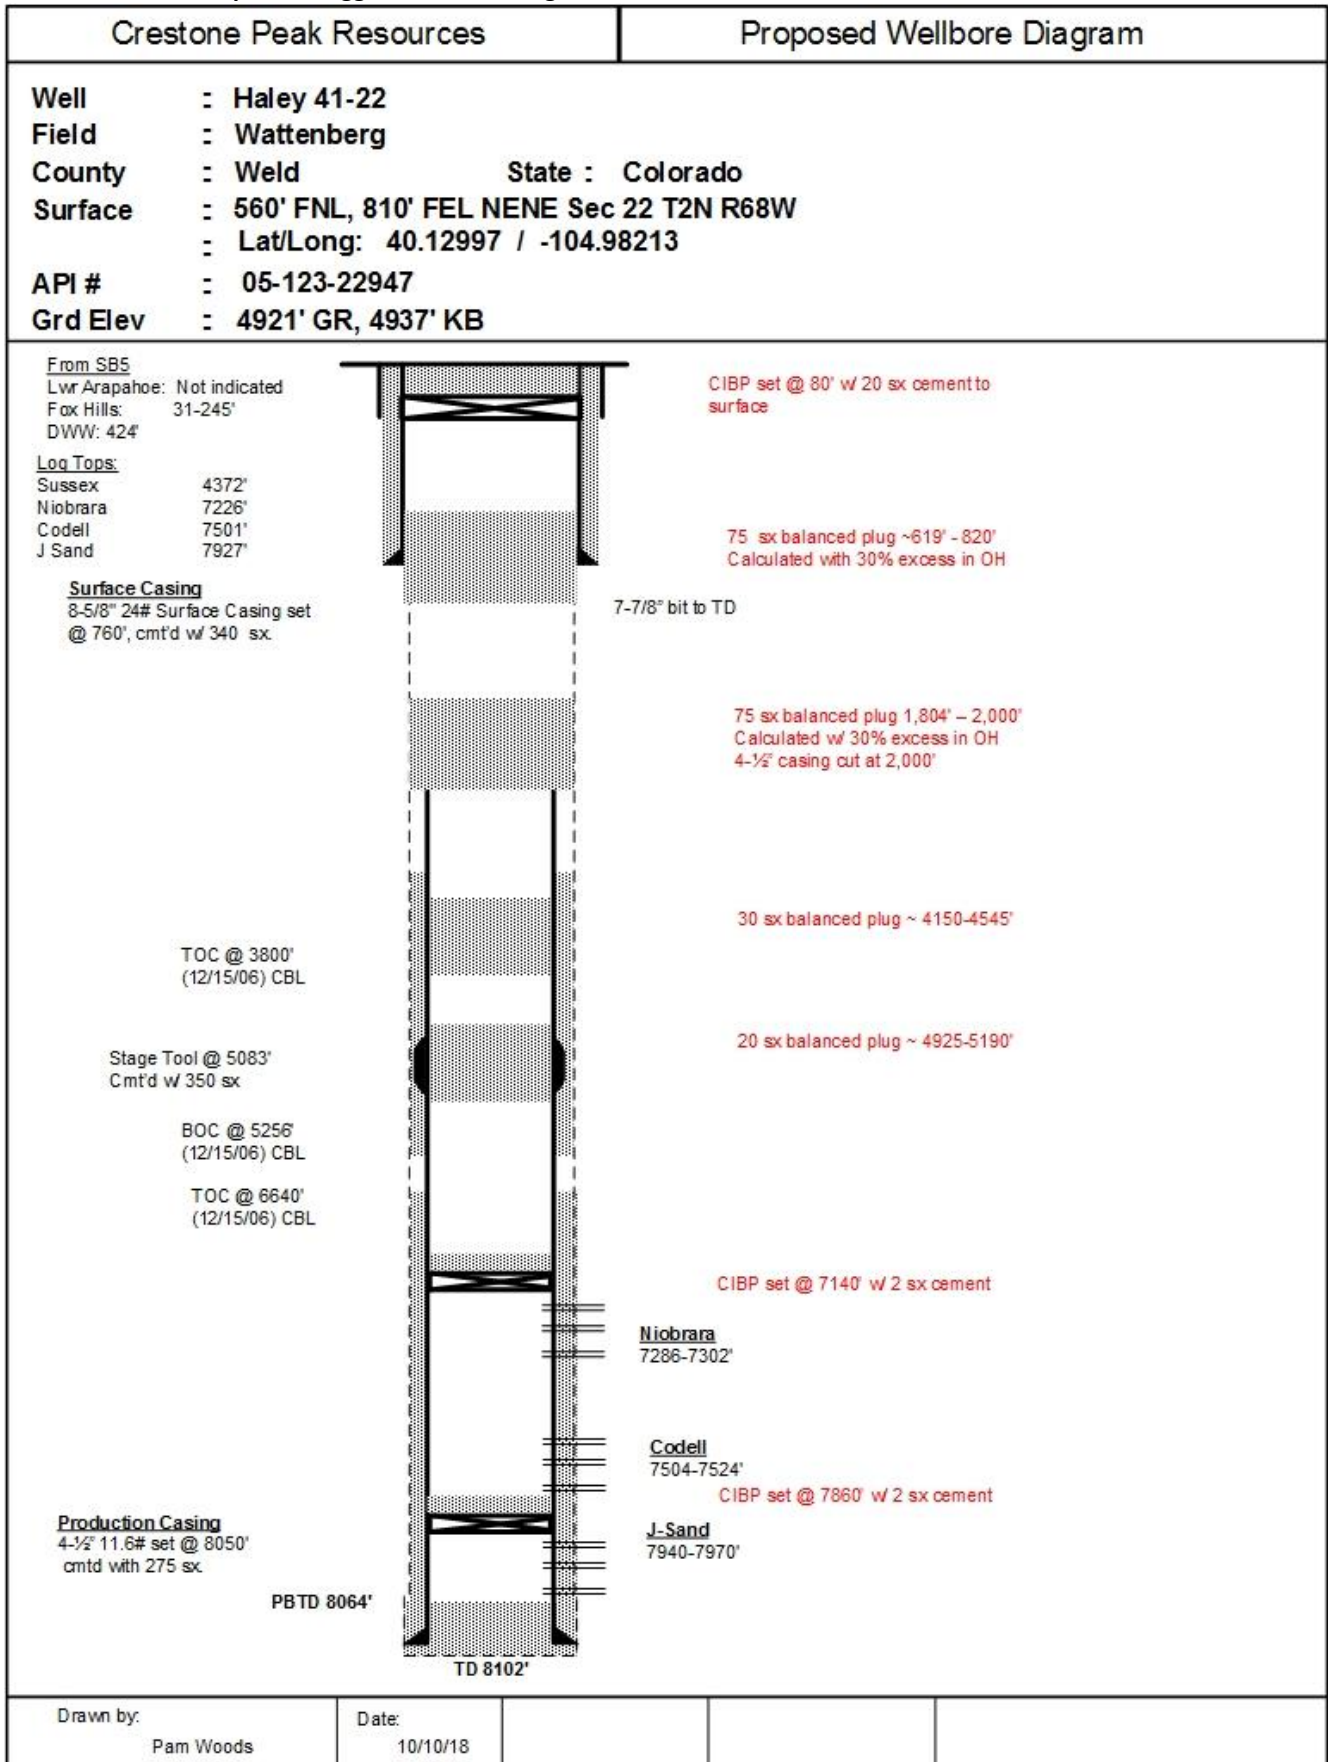 Crestone Peak Resources
Proposed Wellbore Diagram
Well : Haley 41-22
Field : Wattenberg
County : Weld State : Colorado
Surface : 560' FNL, 810' FEL NENE Sec 22 T2N R68W
: Lat/Long: 40.12997 / -104.98213
API # : 05-123-22947
Grd Elev : 4921' GR, 4937' KB
From SB5
Lwr Arapahoe: Not indicated
Fox Hills: 31-245'
DWW: 424'
Log Tops:
Sussex 4372'
Niobrara 7226'
Codell 7501'
J Sand 7927'
Surface Casing
8-5/8" 24# Surface Casing set
@ 760', cmt'd w/ 340 sx.
CIBP set @ 80' w/ 20 sx cement to
surface
75 sx balanced plug ~619' - 820'
Calculated with 30% excess in OH
7-7/8" bit to TD
75 sx balanced plug 1,804' – 2,000'
Calculated w/ 30% excess in OH
4-½" casing cut at 2,000'
30 sx balanced plug ~ 4150-4545'
TOC @ 3800'
(12/15/06) CBL
20 sx balanced plug ~ 4925-5190'
Stage Tool @ 5083'
Cmt'd w/ 350 sx
BOC @ 5256'
(12/15/06) CBL
TOC @ 6640'
(12/15/06) CBL
CIBP set @ 7140' w/ 2 sx cement
Niobrara
7286-7302'
Codell
7504-7524'
CIBP set @ 7860' w/ 2 sx cement
J-Sand
7940-7970'
Production Casing
4-½" 11.6# set @ 8050'
cmtd with 275 sx.
PBTD 8064'
TD 8102'
Drawn by:
Pam Woods
Date:
10/10/18